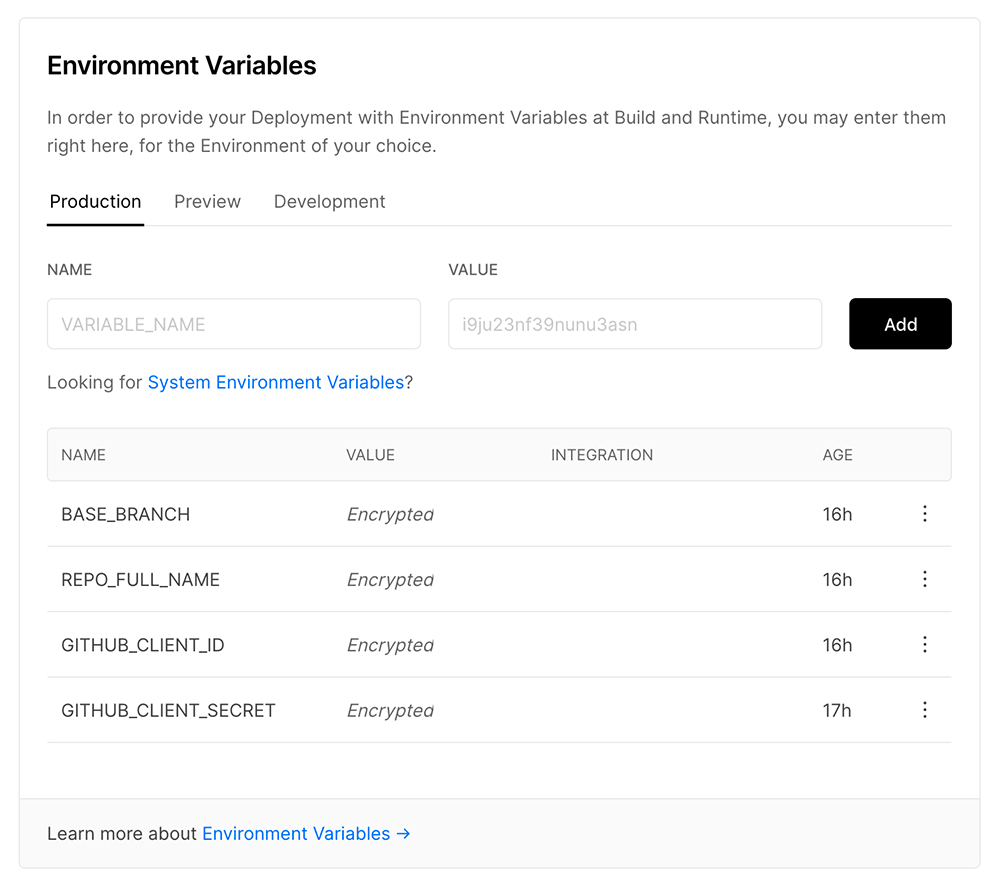 Environment Variables
In order to provide your Deployment with Environment Variables at Build and Runtime, you may enter them
right here, for the Environment of your choice.
Production Preview Development
NAME VALUE
VARIABLE_NAME i9ju23nf39nunu3asn Add
Looking for System Environment Variables?
NAME VALUE INTEGRATION AGE
BASE_BRANCH Encrypted 16h
REPO_FULL_NAME Encrypted 16h
GITHUB_CLIENT_ID Encrypted 16h
GITHUB_CLIENT_SECRET Encrypted 17h
Learn more about Environment Variables →